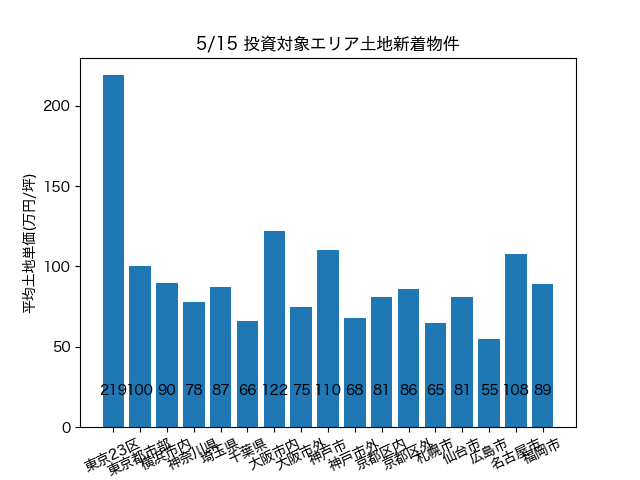 5/15 投資対象エリア土地新着物件
平均土地単価(万円/坪)
200
150
100
50
0
219 100 90 78 87 66 122 75 110 68 81 86 65 81 55 108 89
東京23区
東京都市部
横浜市内
神奈川県
埼玉県
千葉県
大阪市内
大阪市外
神戸市
神戸市外
京都区内
京都区外
札幌市
仙台市
広島市
名古屋市
福岡市